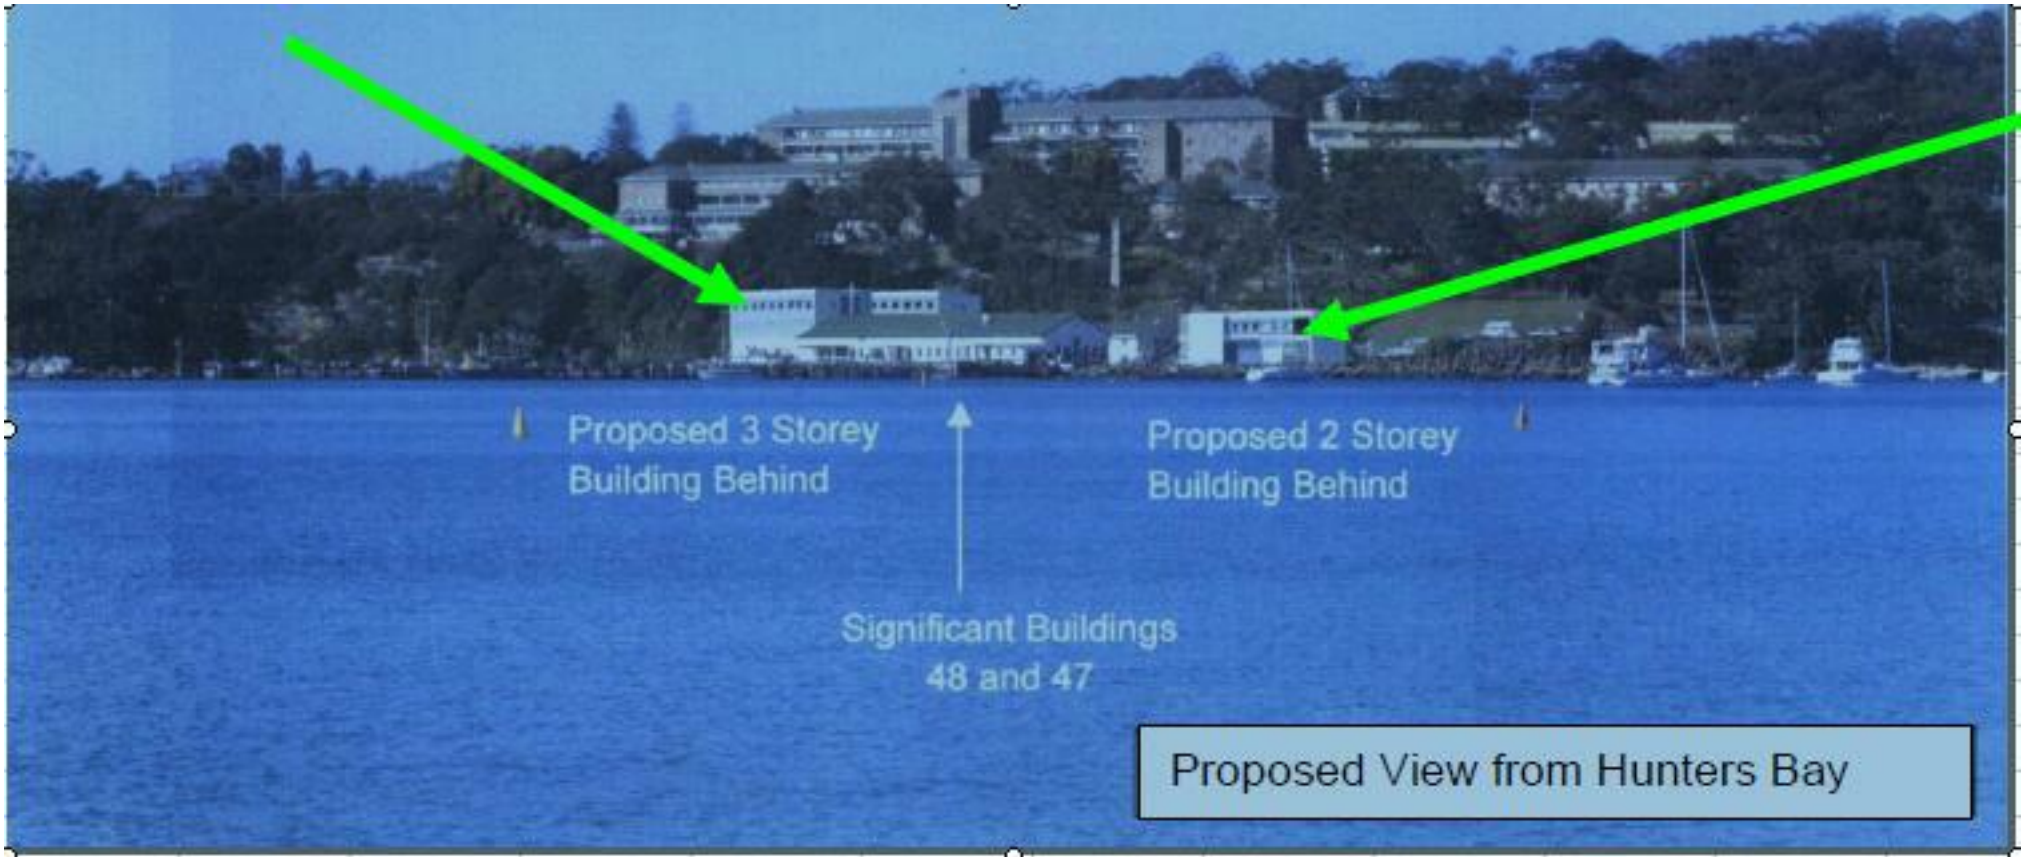 Proposed 3 Storey
Building Behind
Proposed 2 Storey
Building Behind
Significant Buildings
48 and 47
Proposed View from Hunters Bay